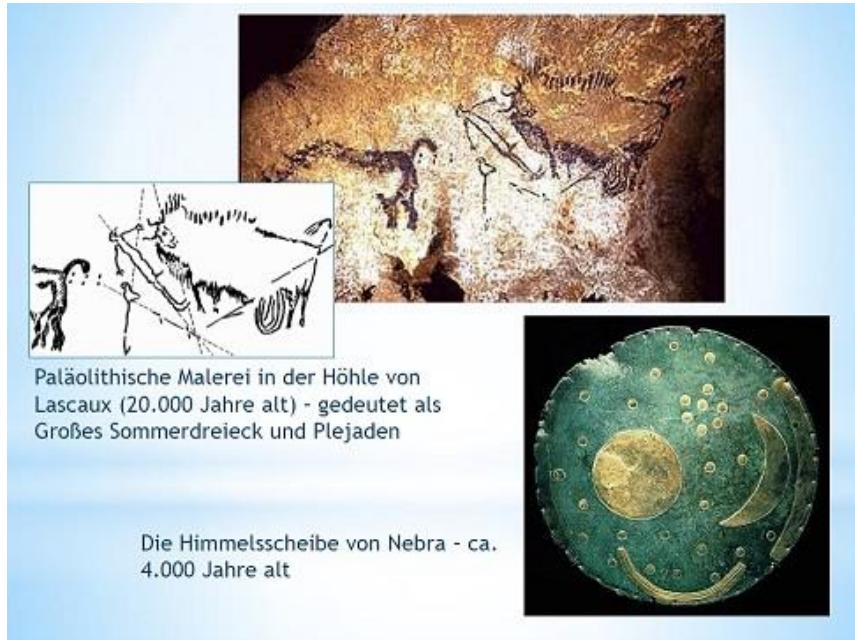 Paläolithische Malerei in der Höhle von
Lascaux (20.000 Jahre alt) - gedeutet als
Großes Sommerdreieck und Plejaden
Die Himmelsscheibe von Nebra - ca.
4.000 Jahre alt